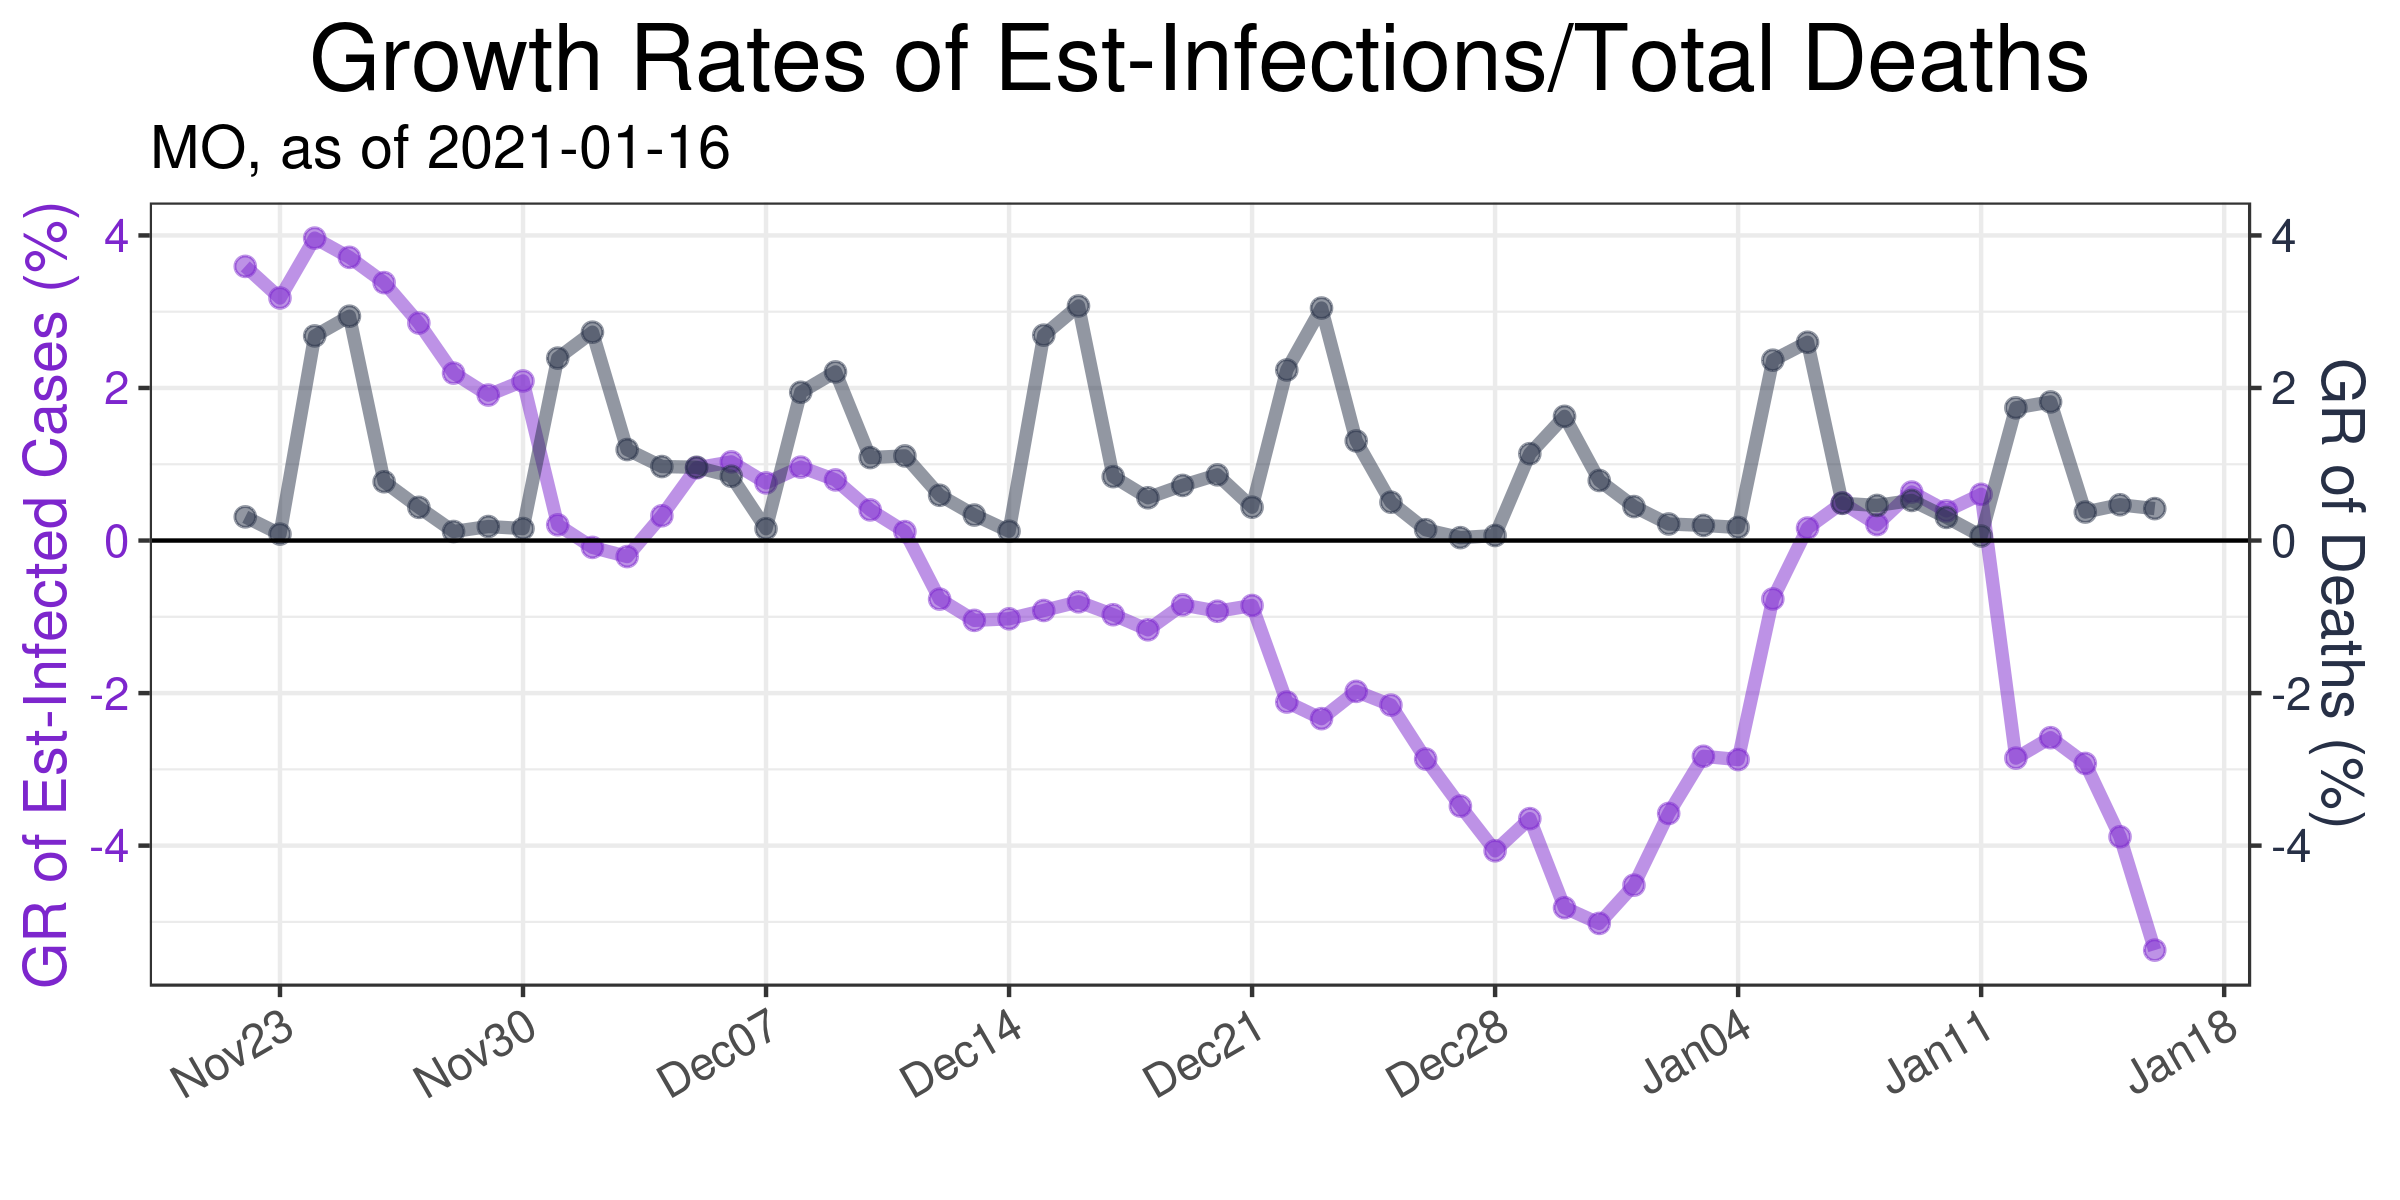 Growth Rates of Est-Infections/Total Deaths
MO, as of 2021-01-16
GR of Est-Infected Cases (%)
4
2
0
-2
-4
4
2
0
-2
-4
GR of Deaths (%)
Nov23
Nov30
Dec07
Dec14
Dec21
Dec28
Jan04
Jan11
Jan18